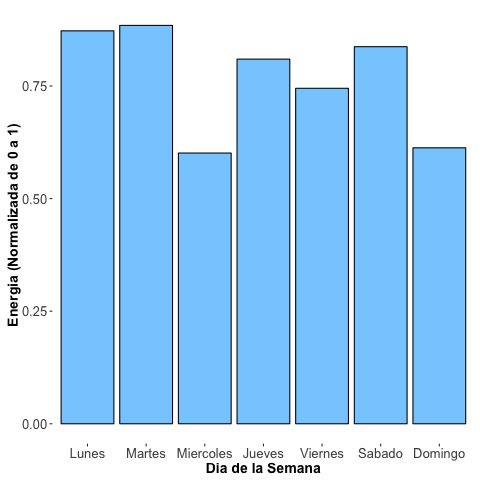 Energia (Normalizada de 0 a 1)
0.75
0.50
0.25
0.00
Lunes Martes Miercoles Jueves Viernes Sabado Domingo
Dia de la Semana